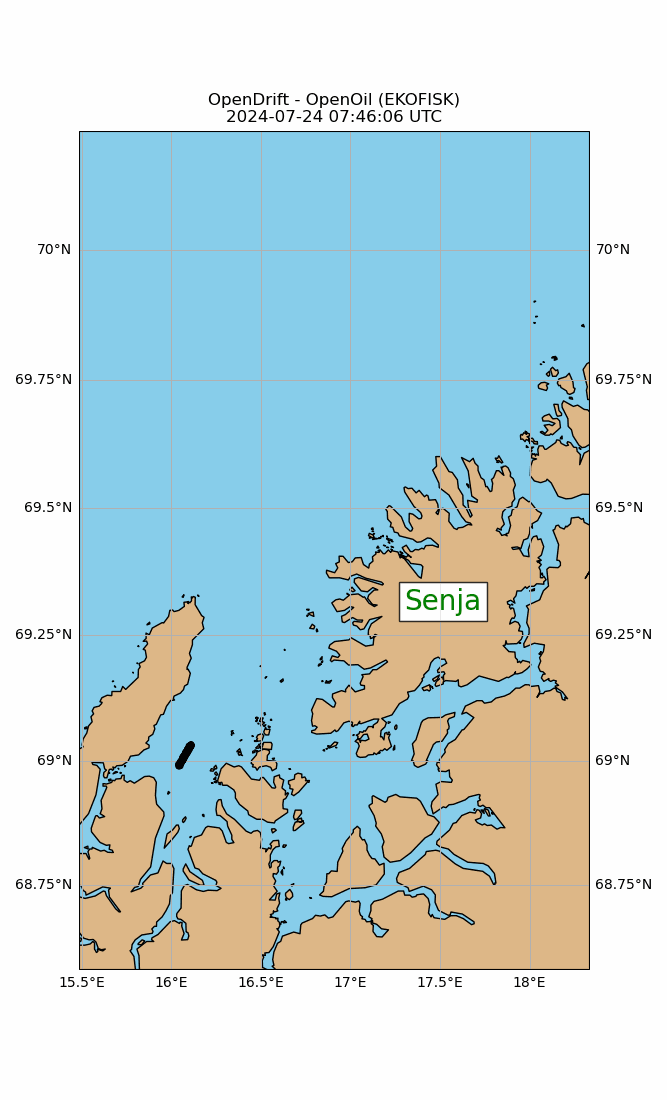 OpenDrift - OpenOil (EKOFISK)
2024-07-24 07:46:06 UTC
70°N 70°N
69.75°N 69.75°N
69.5°N 69.5°N
Senja
69.25°N 69.25°N
69°N 69°N
68.75°N 68.75°N
15.5°E 16°E 16.5°E 17°E 17.5°E 18°E